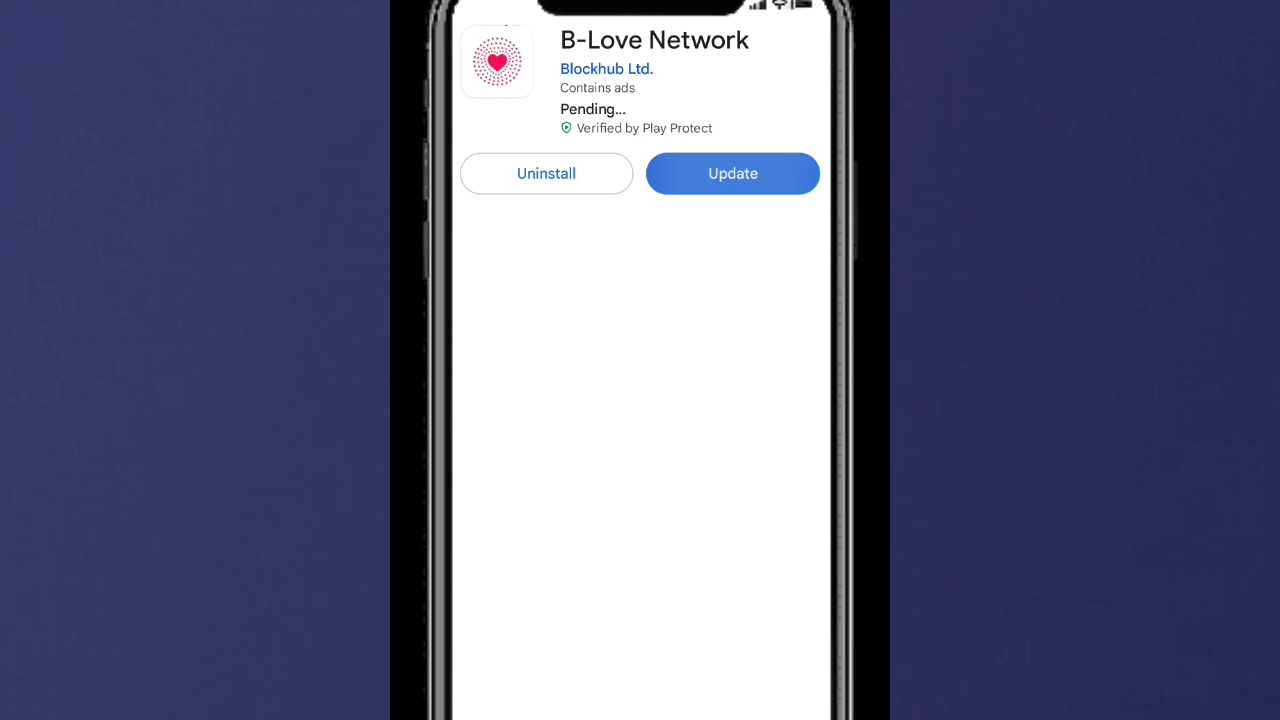 B-Love Network
Blockhub Ltd.
Contains ads
Pending...
Verified by Play Protect
Uninstall
Update